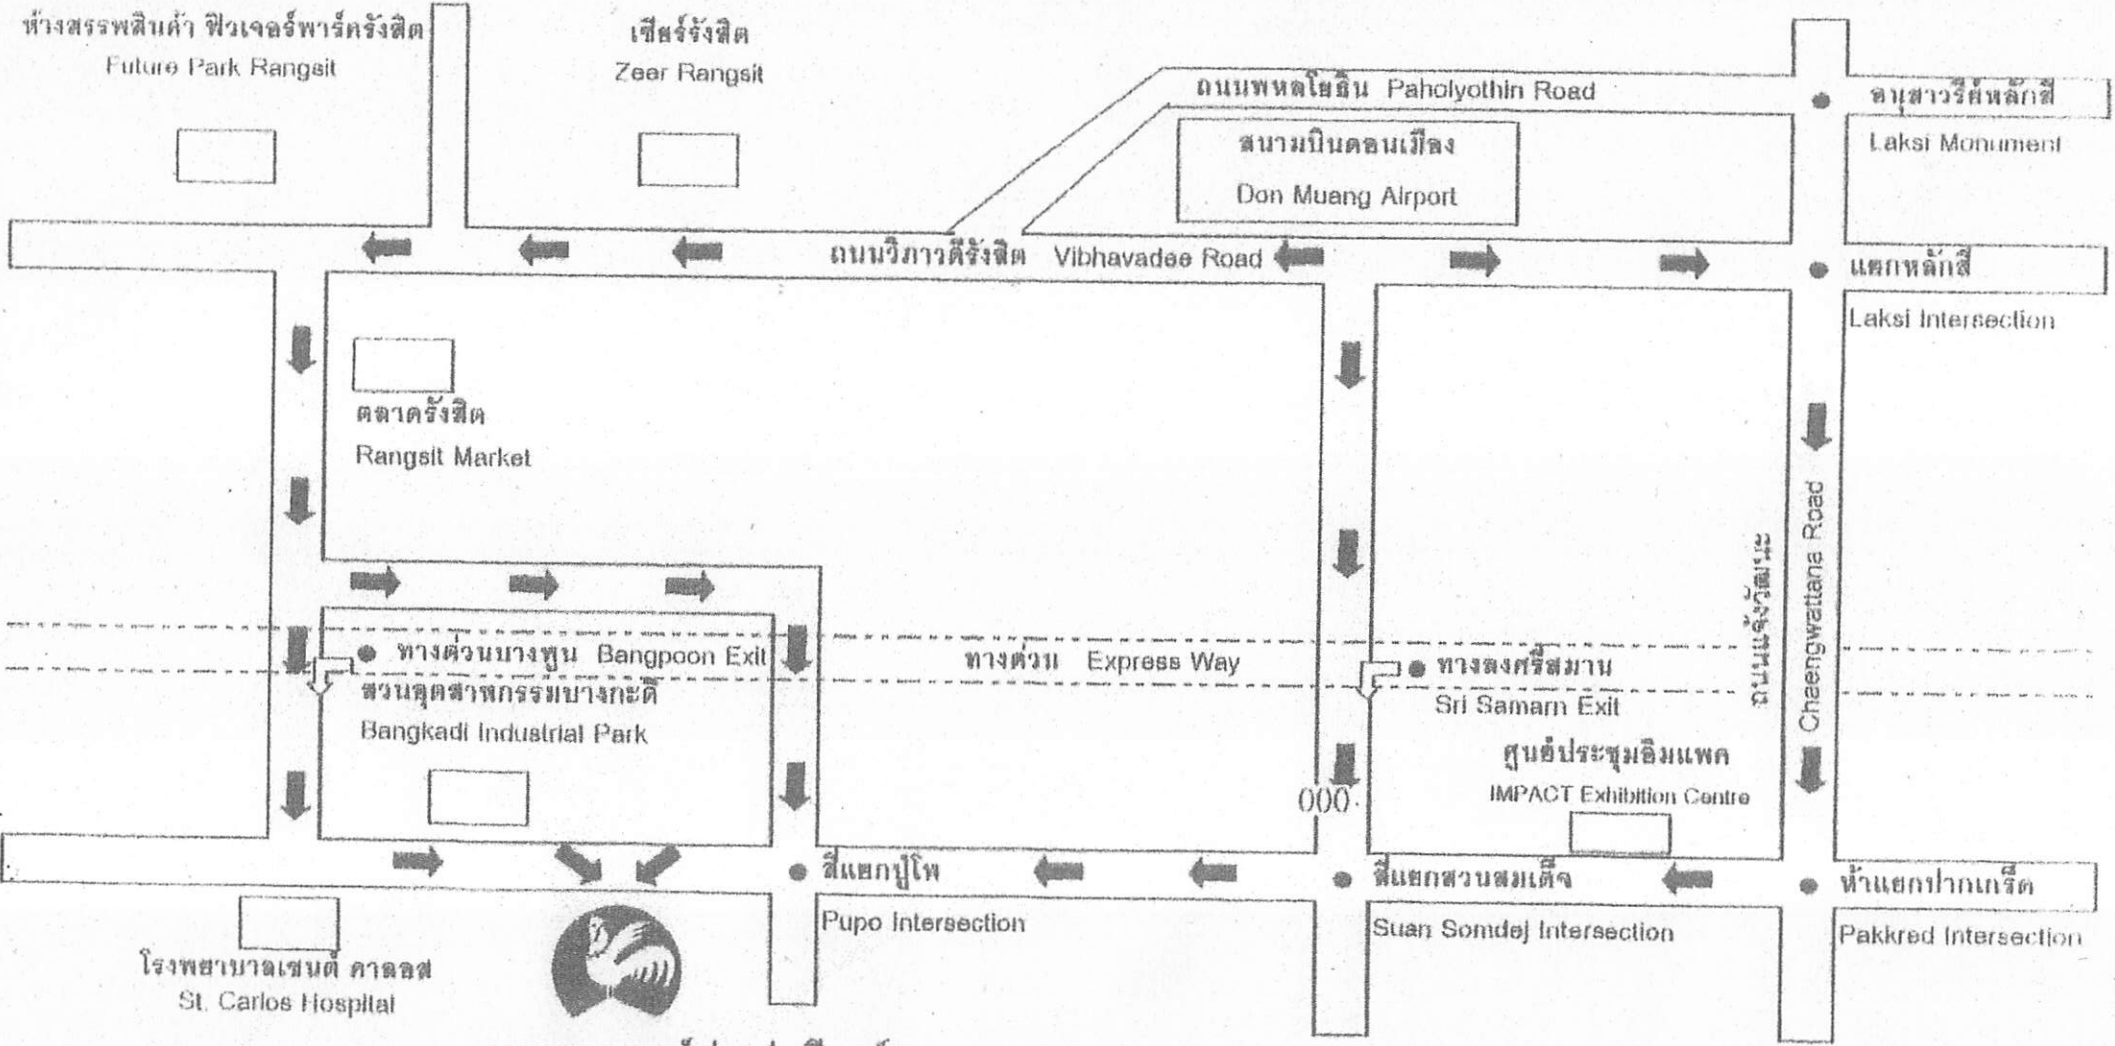 ห้างสรรพสินค้า ฟิวเจอร์พาร์ครังสิต
Future Park Rangsit
เซียร์รังสิต
Zeer Rangsit
ถนนพหลโยธิน Paholyothin Road
อนุสาวรีย์หลักสี่
Laksi Monument
สนามบินดอนเมือง
Don Muang Airport
ถนนวิภาวดีรังสิต Vibhavadee Road
แยกหลักสี่
Laksi Intersection
ตลาดรังสิต
Rangsit Market
ถนนแจ้งวัฒนะ
Chaengwattana Road
ทางด่วนบางพูน Bangpoon Exit
ทางด่วน Express Way
ทางลงศรีสมาน
Sri Samarn Exit
สวนอุตสาหกรรมบางกะดี
Bangkadi Industrial Park
ศูนย์ประชุมอิมแพค
IMPACT Exhibition Centre
000
สี่แยกปู่โพ
Pupo Intersection
สี่แยกสวนสมเด็จ
Suan Somdej Intersection
ห้าแยกปากเกร็ด
Pakkred Intersection
โรงพยาบาลเซนต์ คาลอส
St. Carlos Hospital